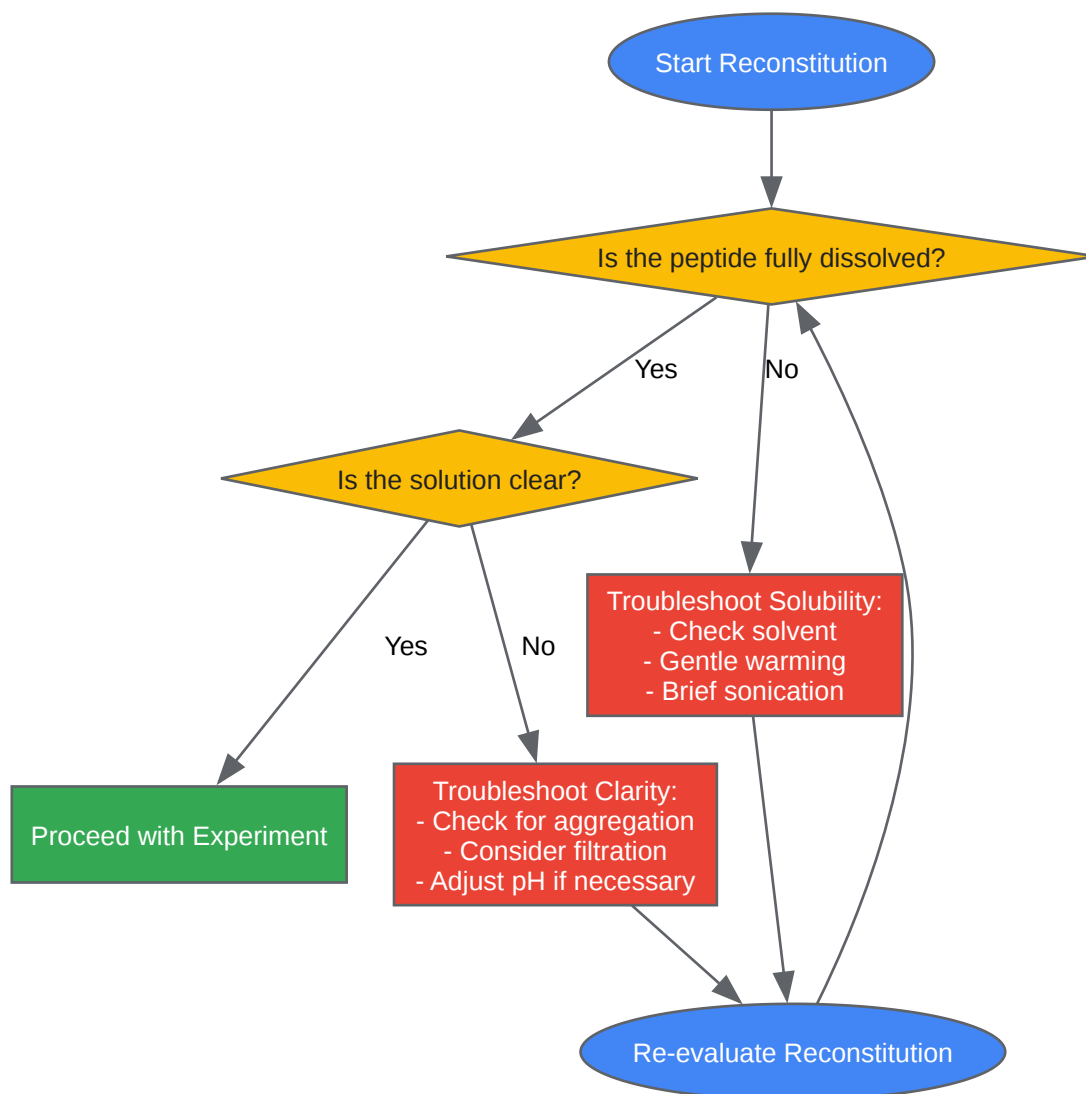 Start Reconstitution
Is the peptide fully dissolved?
Yes
No
Is the solution clear?
Troubleshoot Solubility:
- Check solvent
- Gentle warming
- Brief sonication
Yes
No
Troubleshoot Clarity:
- Check for aggregation
- Consider filtration
- Adjust pH if necessary
Proceed with Experiment
Re-evaluate Reconstitution